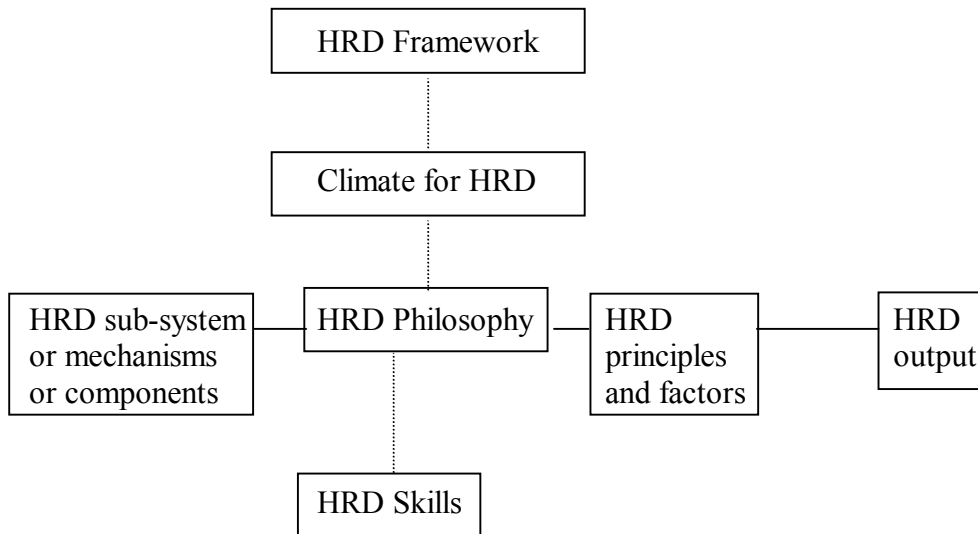 HRD Framework
Climate for HRD
HRD sub-system
or mechanisms
or components
HRD Philosophy
HRD
principles
and factors
HRD
output
HRD Skills